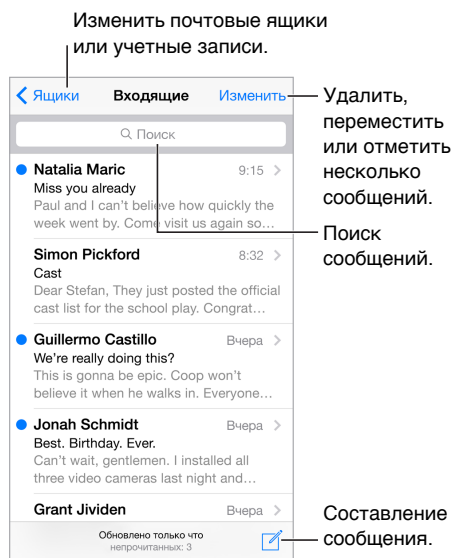 Изменить почтовые ящики
или учетные записи.
Ящики
Входящие
Изменить
Удалить,
переместить
или отметить
несколько
сообщений.
Поиск
Natalia Maric
9:15
Miss you already
Paul and I can't believe how quickly the
week went by. Come visit us again so…
Поиск
сообщений.
Simon Pickford
8:32
Cast
Dear Stefan, They just posted the official
cast list for the school play. Congrat…
Guillermo Castillo
Вчера
We're really doing this?
This is gonna be epic. Coop won't
believe it when he walks in. Everyone…
Jonah Schmidt
Вчера
Best. Birthday. Ever.
Can't wait, gentlemen. I installed all
three video cameras last night and…
Grant Jividen
Вчера
Обновлено только что
непрочитанных: 3
Составление
сообщения.